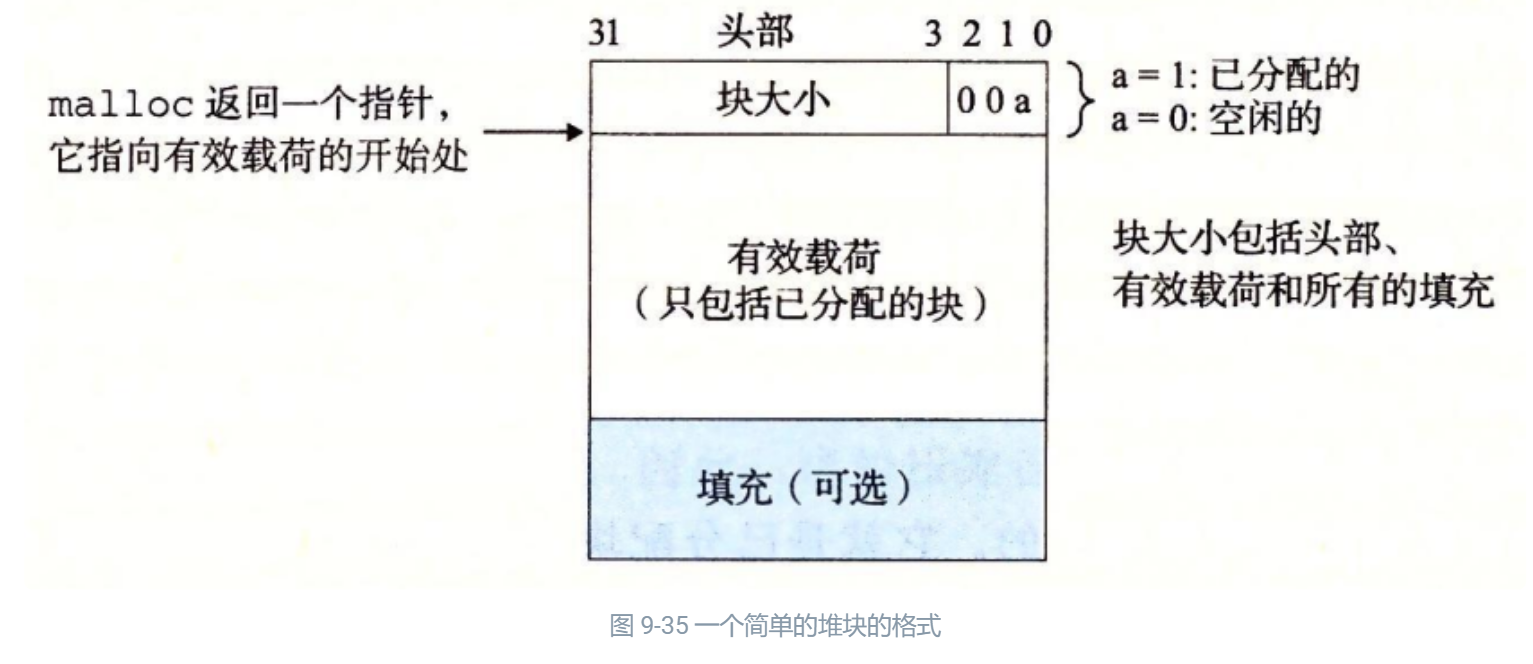 31 头部 3 2 1 0
块大小 0 0 a
a = 1: 已分配的
a = 0: 空闲的
malloc 返回一个指针，
它指向有效载荷的开始处
有效载荷
（只包括已分配的块）
块大小包括头部、
有效载荷和所有的填充
填充（可选）
图 9-35 一个简单的堆块的格式